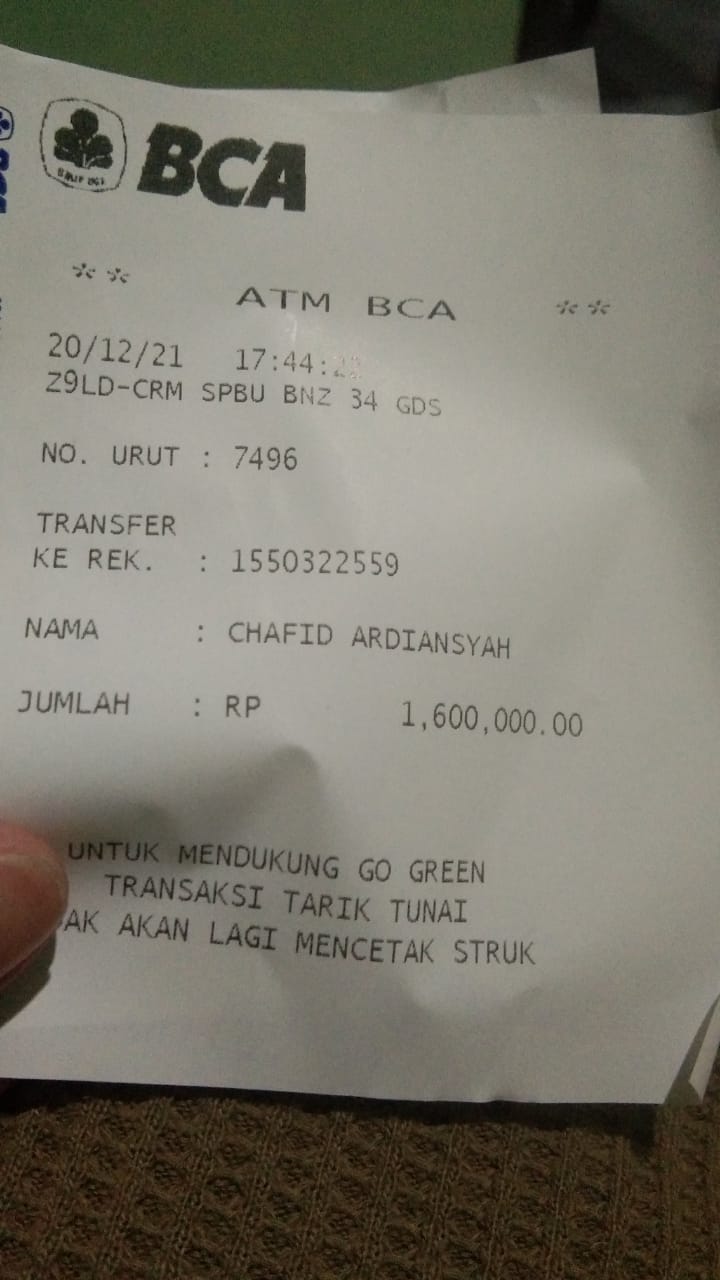 BCA
** ATM BCA **
20/12/21 17:44:
Z9LD-CRM SPBU BNZ 34 GDS
NO. URUT : 7496
TRANSFER
KE REK. : 1550322559
NAMA : CHAFID ARDIANSYAH
JUMLAH : RP 1,600,000.00
UNTUK MENDUKUNG GO GREEN
TRANSAKSI TARIK TUNAI
AK AKAN LAGI MENCETAK STRUK